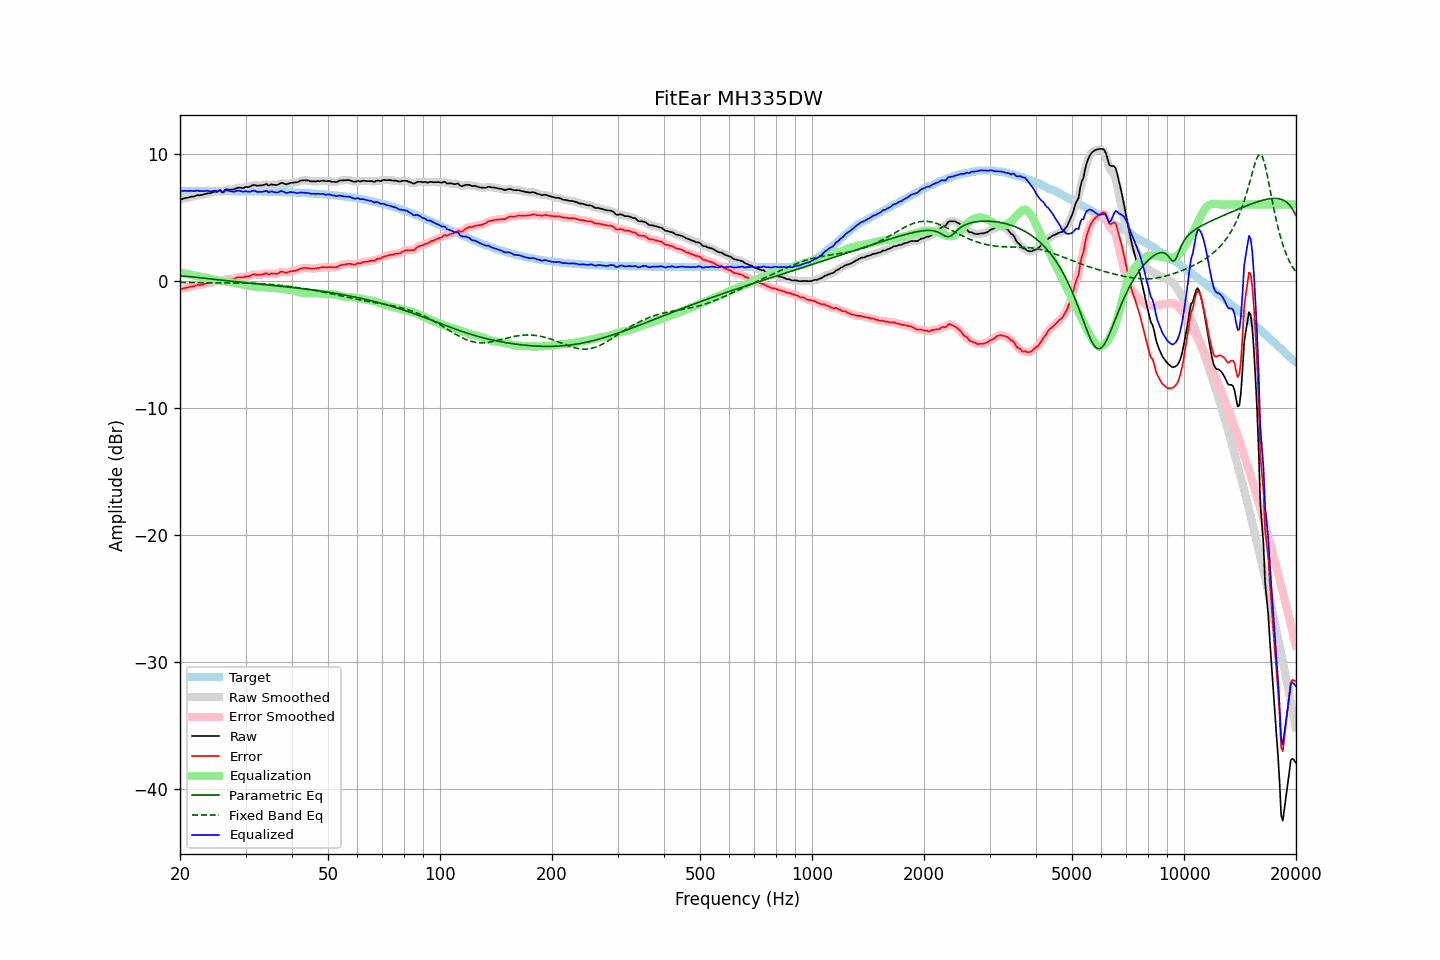 FitEar MH335DW
Amplitude (dBr)
10
0
−10
−20
−30
−40
Target
Raw Smoothed
Error Smoothed
Raw
Error
Equalization
Parametric Eq
Fixed Band Eq
Equalized
20 50 100 200 500 1000 2000 5000 10000 20000
Frequency (Hz)